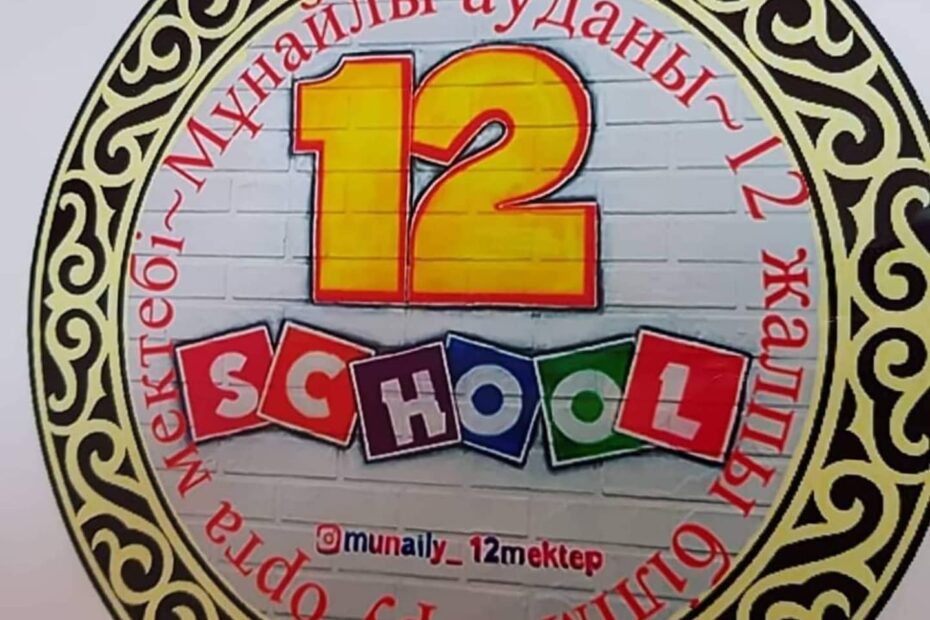 Мұнайлы ауданы~12 жалпы
орта мектебі~
12
SCHOOL
munaily_12mektep